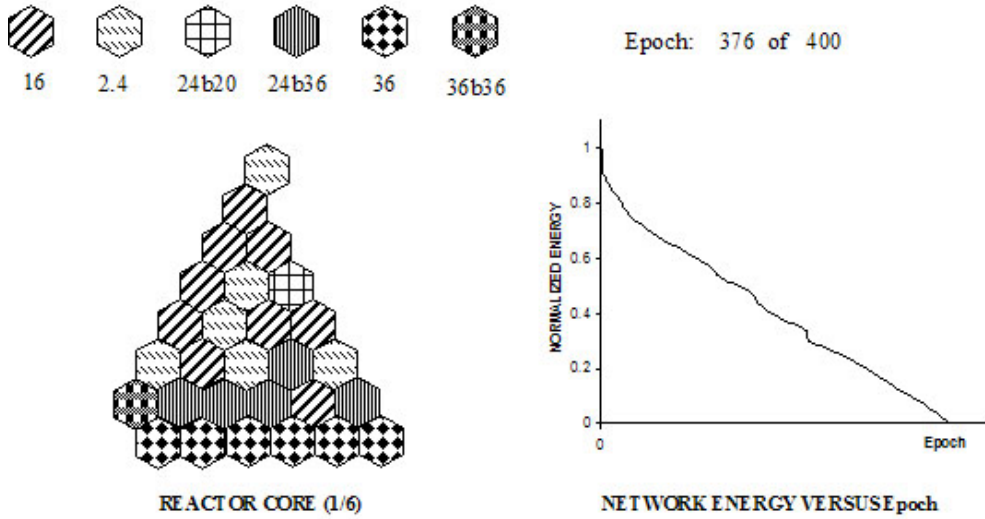 Epoch: 376 of 400
16 2.4 24b20 24b36 36 36b36
1
0.8
0.6
0.4
0.2
0
NORMALIZED ENERGY
0 Epoch
REACTOR CORE (1/6)
NETWORK ENERGY VERSUS Epoch